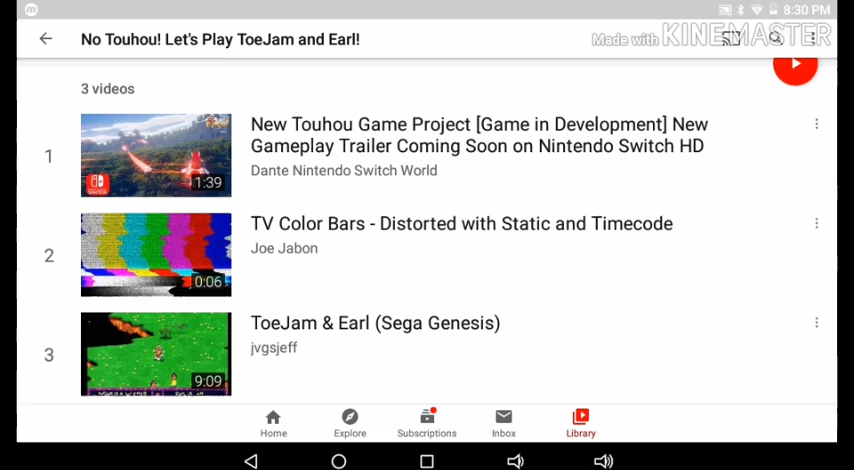 8:30 PM
No Touhou! Let's Play ToeJam and Earl!
Made with KINEMASTER
3 videos
1
1:39
New Touhou Game Project [Game in Development] New
Gameplay Trailer Coming Soon on Nintendo Switch HD
Dante Nintendo Switch World
2
0:06
TV Color Bars - Distorted with Static and Timecode
Joe Jabon
3
9:09
ToeJam & Earl (Sega Genesis)
jvgsjeff
Home
Explore
Subscriptions
Inbox
Library